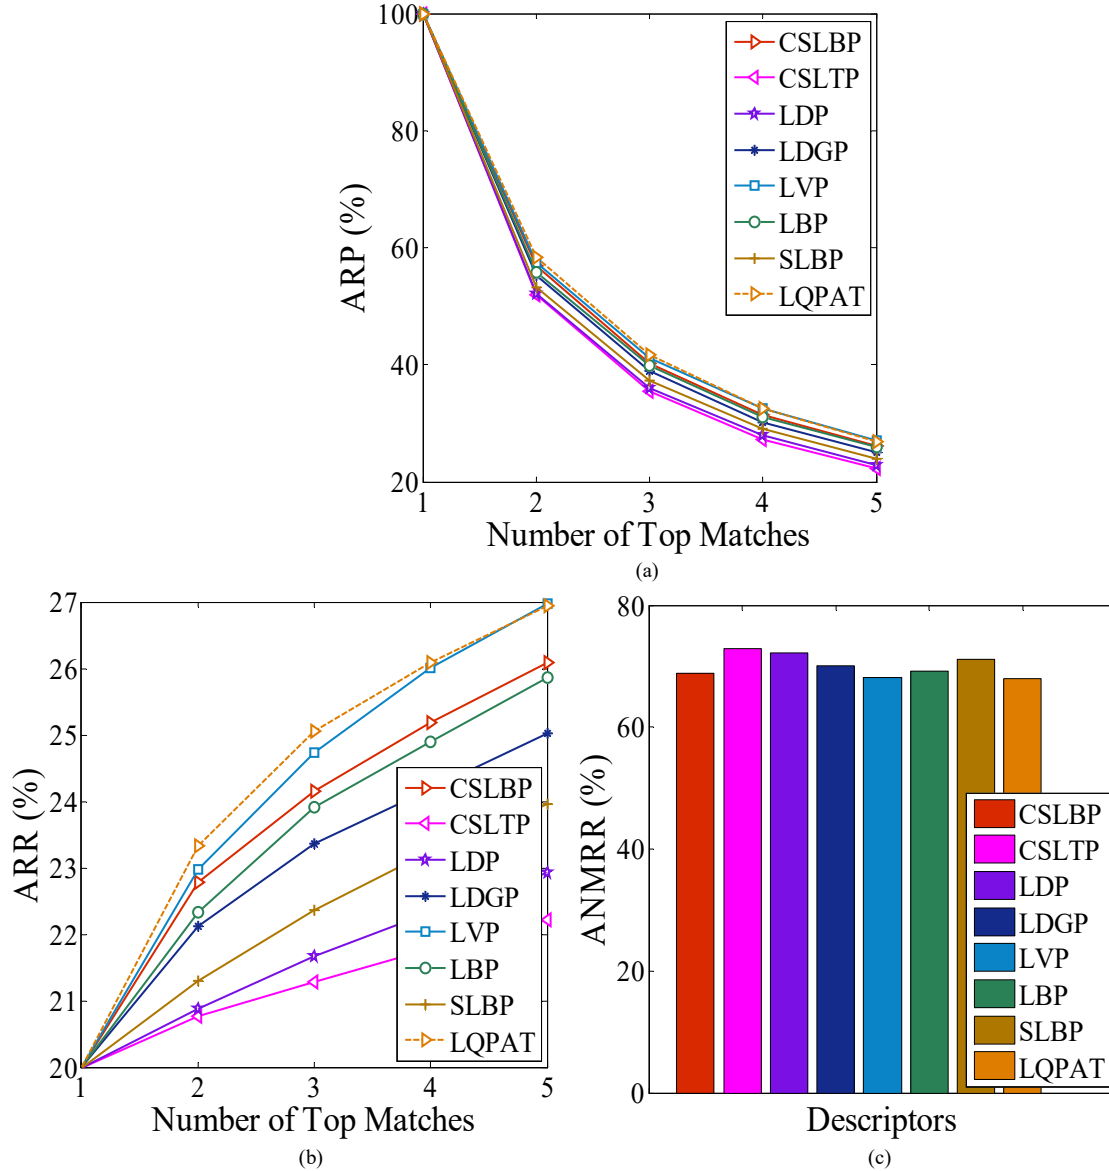 100
80
60
40
20
ARP (%)
CSLBP
CSLTP
LDP
LDGP
LVP
LBP
SLBP
LQPAT
1 2 3 4 5
Number of Top Matches
(a)
27
26
25
24
23
22
21
20
ARR (%)
CSLBP
CSLTP
LDP
LDGP
LVP
LBP
SLBP
LQPAT
1 2 3 4 5
Number of Top Matches
(b)
80
60
40
20
0
ANMRR (%)
CSLBP
CSLTP
LDP
LDGP
LVP
LBP
SLBP
LQPAT
Descriptors
(c)